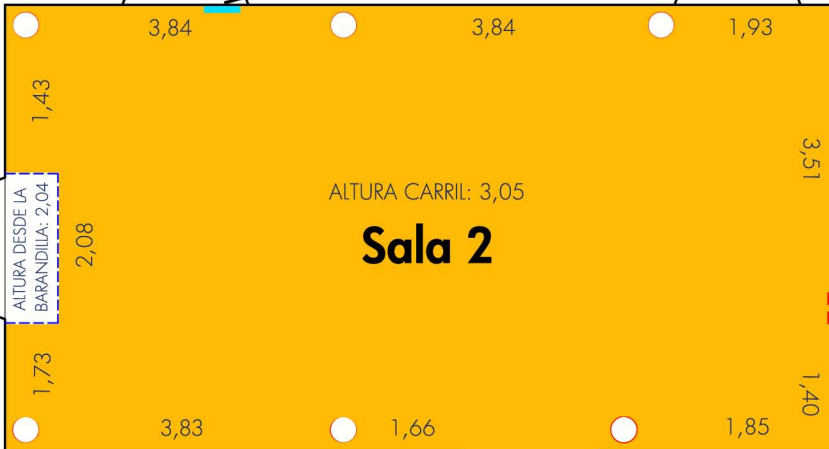 3,84
3,84
1,93
1,43
3,51
ALTURA CARRIL: 3,05
Sala 2
ALTURA DESDE LA
BARANDILLA: 2,04
2,08
1,73
1,40
3,83
1,66
1,85